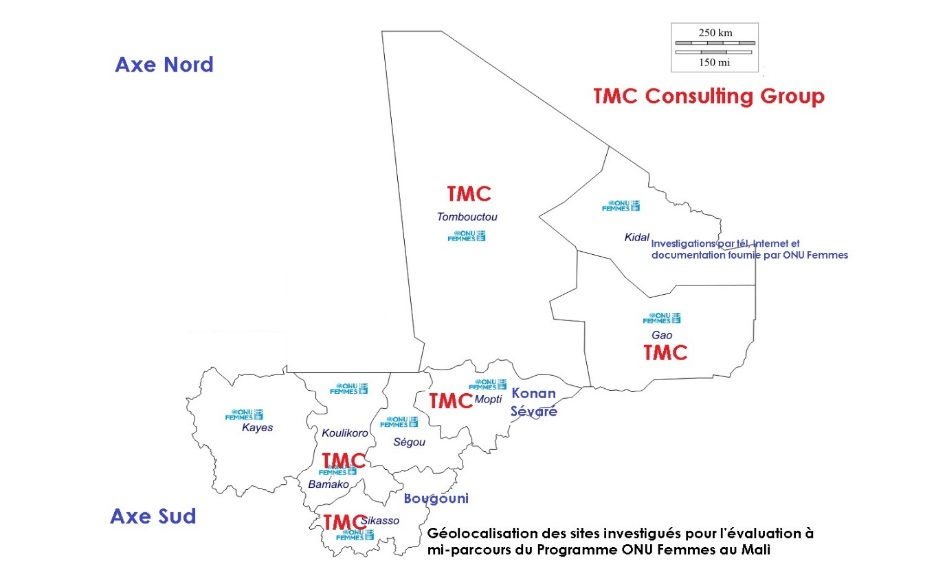 250 km
150 mi
Axe Nord
TMC Consulting Group
TMC
Tombouctou
ONU
FEMMES
ONU
FEMMES
Kidal
Investigations par tél, Internet et
documentation fournie par ONU Femmes
ONU
FEMMES
Gao
TMC
ONU
FEMMES
TMC
Mopti
Konan
Sévaré
ONU
FEMMES
Kayes
ONU
FEMMES
Koulikoro
TMC
ONU
FEMMES
Ségou
ONU
FEMMES
Bamako
Bougouni
Axe Sud
TMC
Sikasso
ONU
FEMMES
Géolocalisation des sites investigués pour l'évaluation à
mi-parcours du Programme ONU Femmes au Mali